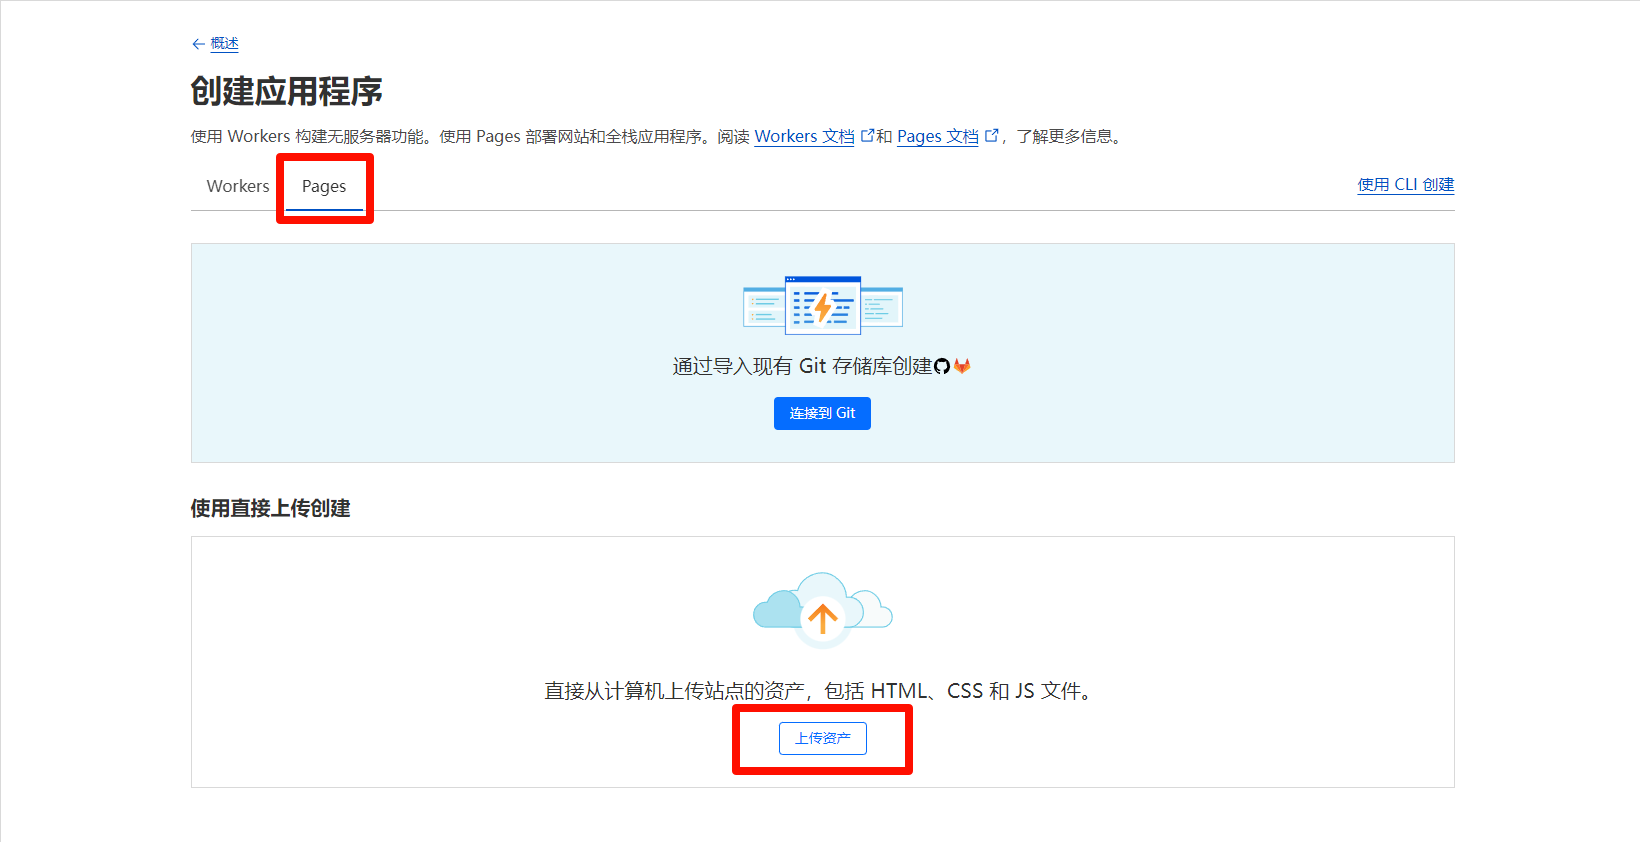 ← 概述
创建应用程序
使用 Workers 构建无服务器功能。使用 Pages 部署网站和全栈应用程序。阅读 Workers 文档 和 Pages 文档 ，了解更多信息。
Workers Pages 使用 CLI 创建
通过导入现有 Git 存储库创建
连接到 Git
使用直接上传创建
直接从计算机上传站点的资产，包括 HTML、CSS 和 JS 文件。
上传资产